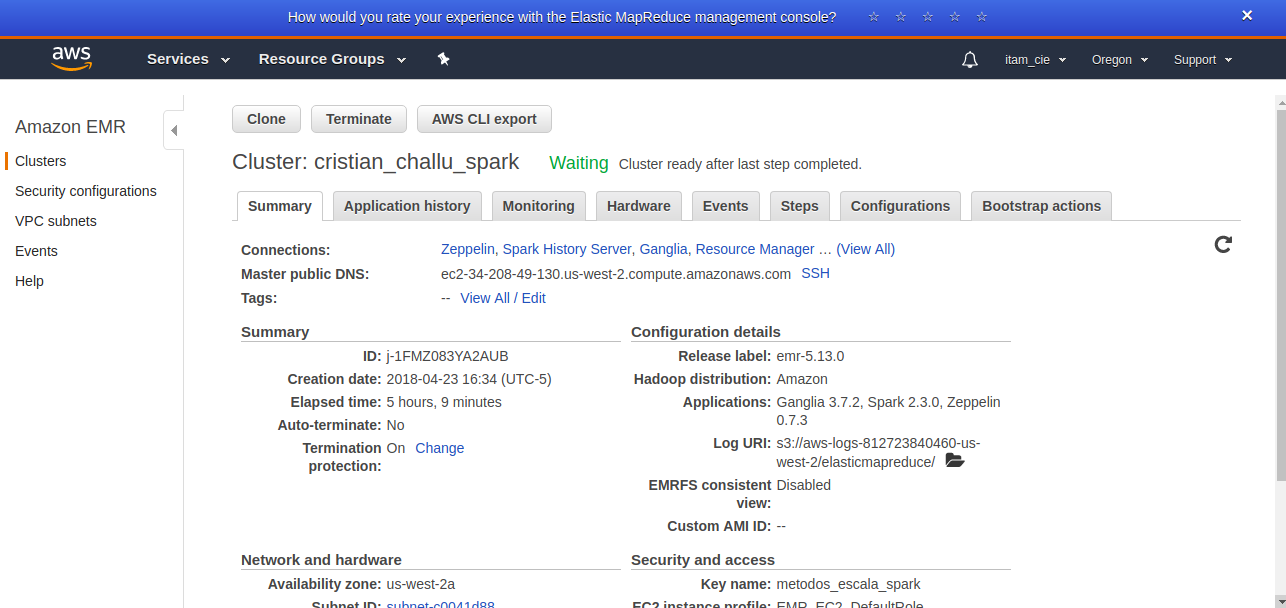 How would you rate your experience with the Elastic MapReduce management console? ☆ ☆ ☆ ☆ ☆ ×
aws Services Resource Groups itam_cie Oregon Support
Amazon EMR
Clusters
Security configurations
VPC subnets
Events
Help
Clone Terminate AWS CLI export
Cluster: cristian_challu_spark Waiting Cluster ready after last step completed.
Summary Application history Monitoring Hardware Events Steps Configurations Bootstrap actions
Connections: Zeppelin, Spark History Server, Ganglia, Resource Manager … (View All)
Master public DNS: ec2-34-208-49-130.us-west-2.compute.amazonaws.com SSH
Tags: -- View All / Edit
Summary
ID: j-1FMZ083YA2AUB
Creation date: 2018-04-23 16:34 (UTC-5)
Elapsed time: 5 hours, 9 minutes
Auto-terminate: No
Termination On Change
protection:
Configuration details
Release label: emr-5.13.0
Hadoop distribution: Amazon
Applications: Ganglia 3.7.2, Spark 2.3.0, Zeppelin
0.7.3
Log URI: s3://aws-logs-812723840460-us-
west-2/elasticmapreduce/
EMRFS consistent Disabled
view:
Custom AMI ID: --
Network and hardware
Availability zone: us-west-2a
Subnet ID: subnet-c0041d88
Security and access
Key name: metodos_escala_spark
EC2 instance profile: EMR_EC2_DefaultRole